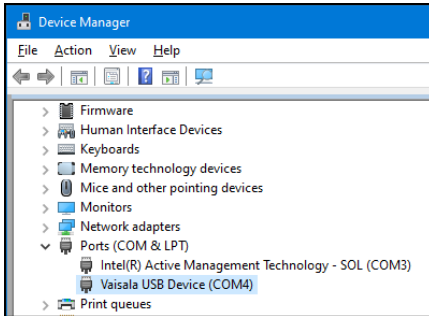 Device Manager
File Action View Help
Firmware
Human Interface Devices
Keyboards
Memory technology devices
Mice and other pointing devices
Monitors
Network adapters
Ports (COM & LPT)
Intel(R) Active Management Technology - SOL (COM3)
Vaisala USB Device (COM4)
Print queues